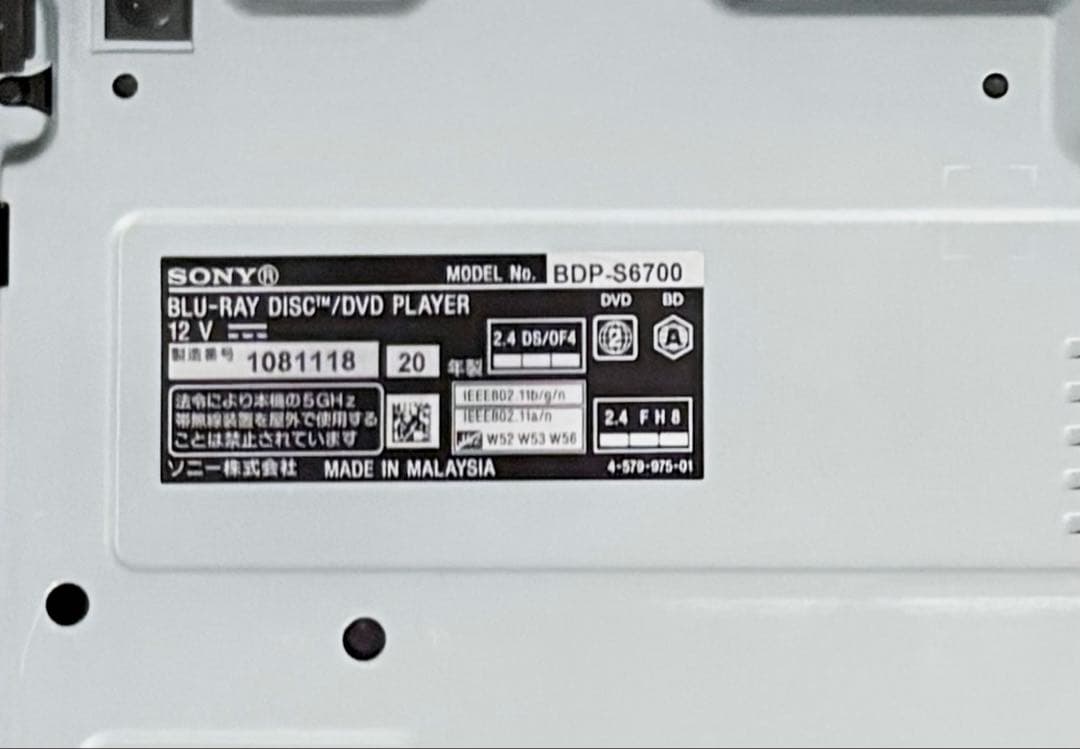 SONY® MODEL No. BDP-S6700
BLU-RAY DISC™/DVD PLAYER
DVD BD
12 V
2.4 DS/OF4
2 A
製造番号 1081118 20 年製
法令により本機の5GHz
帯無線装置を屋外で使用する
ことは禁止されています
IEEE802.11b/g/n
IEEE802.11a/n
W52 W53 W56
2.4 FH8
ソニー株式会社 MADE IN MALAYSIA 4-579-975-01